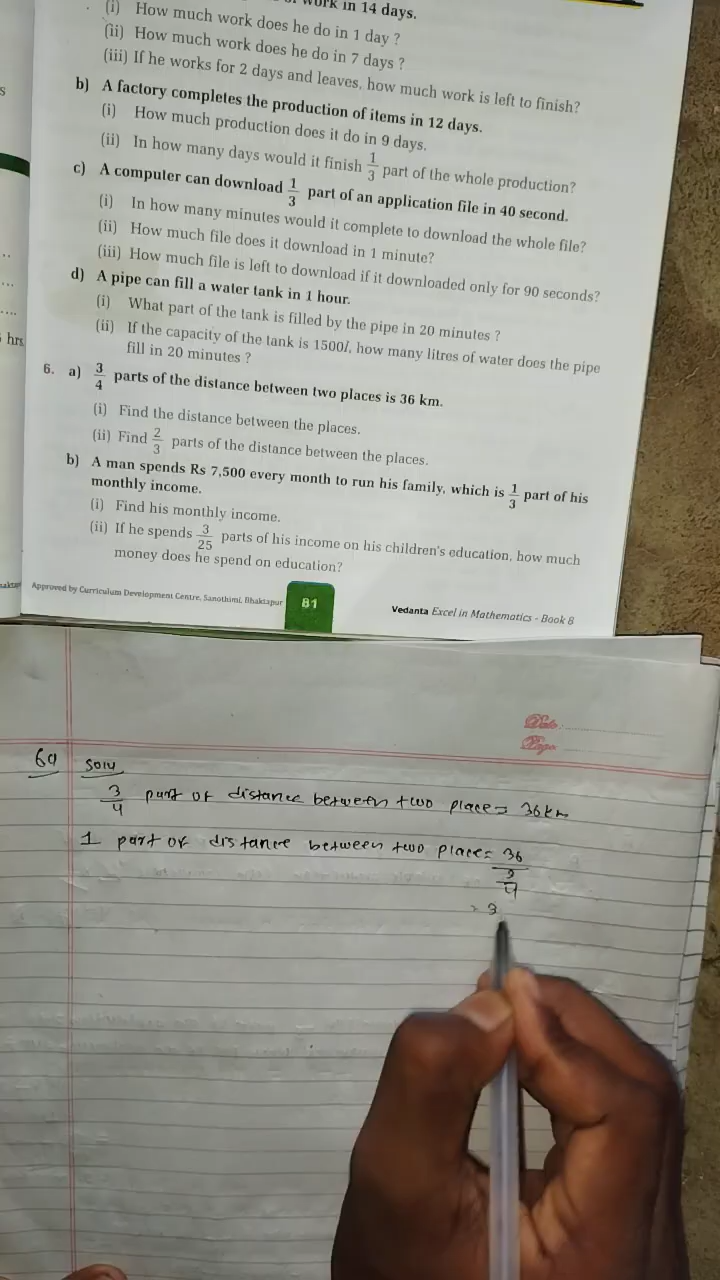 work in 14 days.
(i) How much work does he do in 1 day ?
(ii) How much work does he do in 7 days ?
(iii) If he works for 2 days and leaves, how much work is left to finish?
b) A factory completes the production of items in 12 days.
(i) How much production does it do in 9 days.
(ii) In how many days would it finish 1/3 part of the whole production?
c) A computer can download 1/3 part of an application file in 40 second.
(i) In how many minutes would it complete to download the whole file?
(ii) How much file does it download in 1 minute?
(iii) How much file is left to download if it downloaded only for 90 seconds?
d) A pipe can fill a water tank in 1 hour.
(i) What part of the tank is filled by the pipe in 20 minutes ?
(ii) If the capacity of the tank is 1500l, how many litres of water does the pipe
fill in 20 minutes ?
hrs
6. a) 3/4 parts of the distance between two places is 36 km.
(i) Find the distance between the places.
(ii) Find 2/3 parts of the distance between the places.
b) A man spends Rs 7,500 every month to run his family, which is 1/3 part of his
monthly income.
(i) Find his monthly income.
(ii) If he spends 3/25 parts of his income on his children's education, how much
money does he spend on education?
Approved by Curriculum Development Centre, Sanothimi, Bhaktapur 81 Vedanta Excel in Mathematics - Book 8
Date:
Page:
6a Solu
3/4 part of distance between two place = 36km
1 part of distance between two place = 36
3/4
= 3